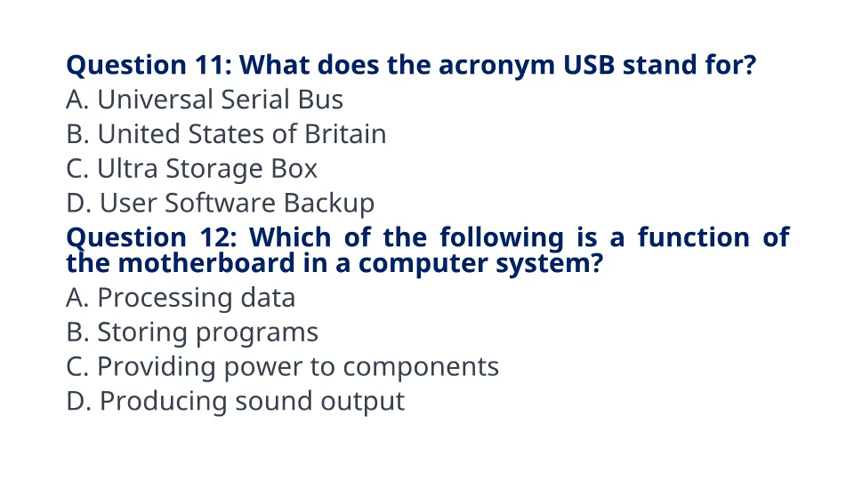 Question 11: What does the acronym USB stand for?
A. Universal Serial Bus
B. United States of Britain
C. Ultra Storage Box
D. User Software Backup
Question 12: Which of the following is a function of
the motherboard in a computer system?
A. Processing data
B. Storing programs
C. Providing power to components
D. Producing sound output